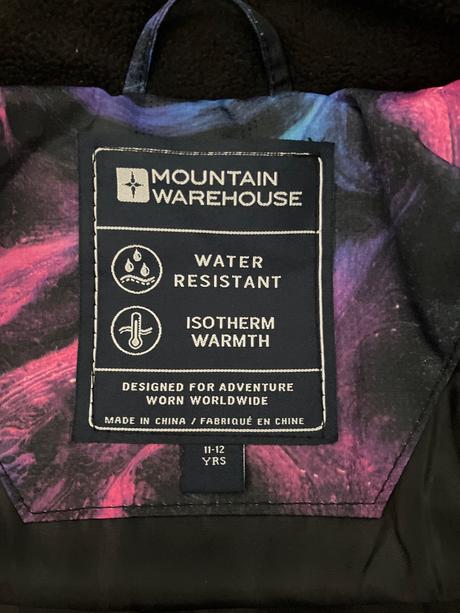 MOUNTAIN
WAREHOUSE
WATER
RESISTANT
ISOTHERM
WARMTH
DESIGNED FOR ADVENTURE
WORN WORLDWIDE
MADE IN CHINA / FABRIQUÉ EN CHINE
11-12
YRS